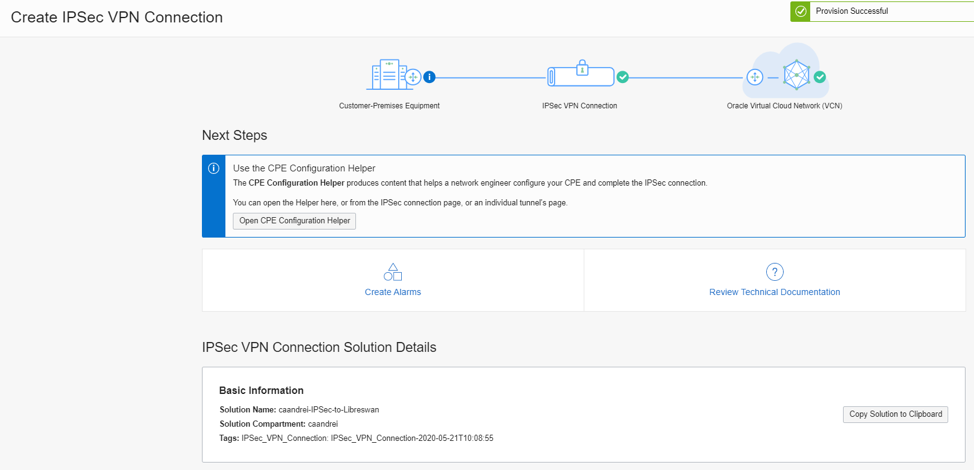 Create IPSec VPN Connection
Provision Successful
Customer-Premises Equipment
IPSec VPN Connection
Oracle Virtual Cloud Network (VCN)
Next Steps
Use the CPE Configuration Helper
The CPE Configuration Helper produces content that helps a network engineer configure your CPE and complete the IPSec connection.
You can open the Helper here, or from the IPSec connection page, or an individual tunnel's page.
Open CPE Configuration Helper
Create Alarms
Review Technical Documentation
IPSec VPN Connection Solution Details
Basic Information
Solution Name: caandrei-IPSec-to-Libreswan
Solution Compartment: caandrei
Tags: IPSec_VPN_Connection: IPSec_VPN_Connection-2020-05-21T10:08:55
Copy Solution to Clipboard